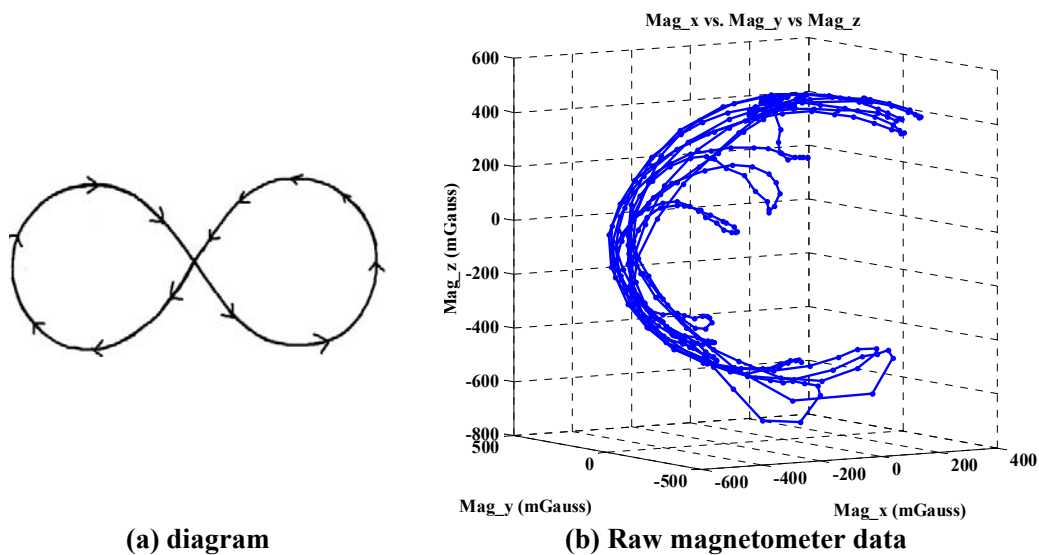 Mag_x vs. Mag_y vs Mag_z
600
400
200
0
-200
-400
-600
-800
Mag_z (mGauss)
500
0
-500
Mag_y (mGauss)
-600
-400
-200
0
200
400
Mag_x (mGauss)
(a) diagram
(b) Raw magnetometer data